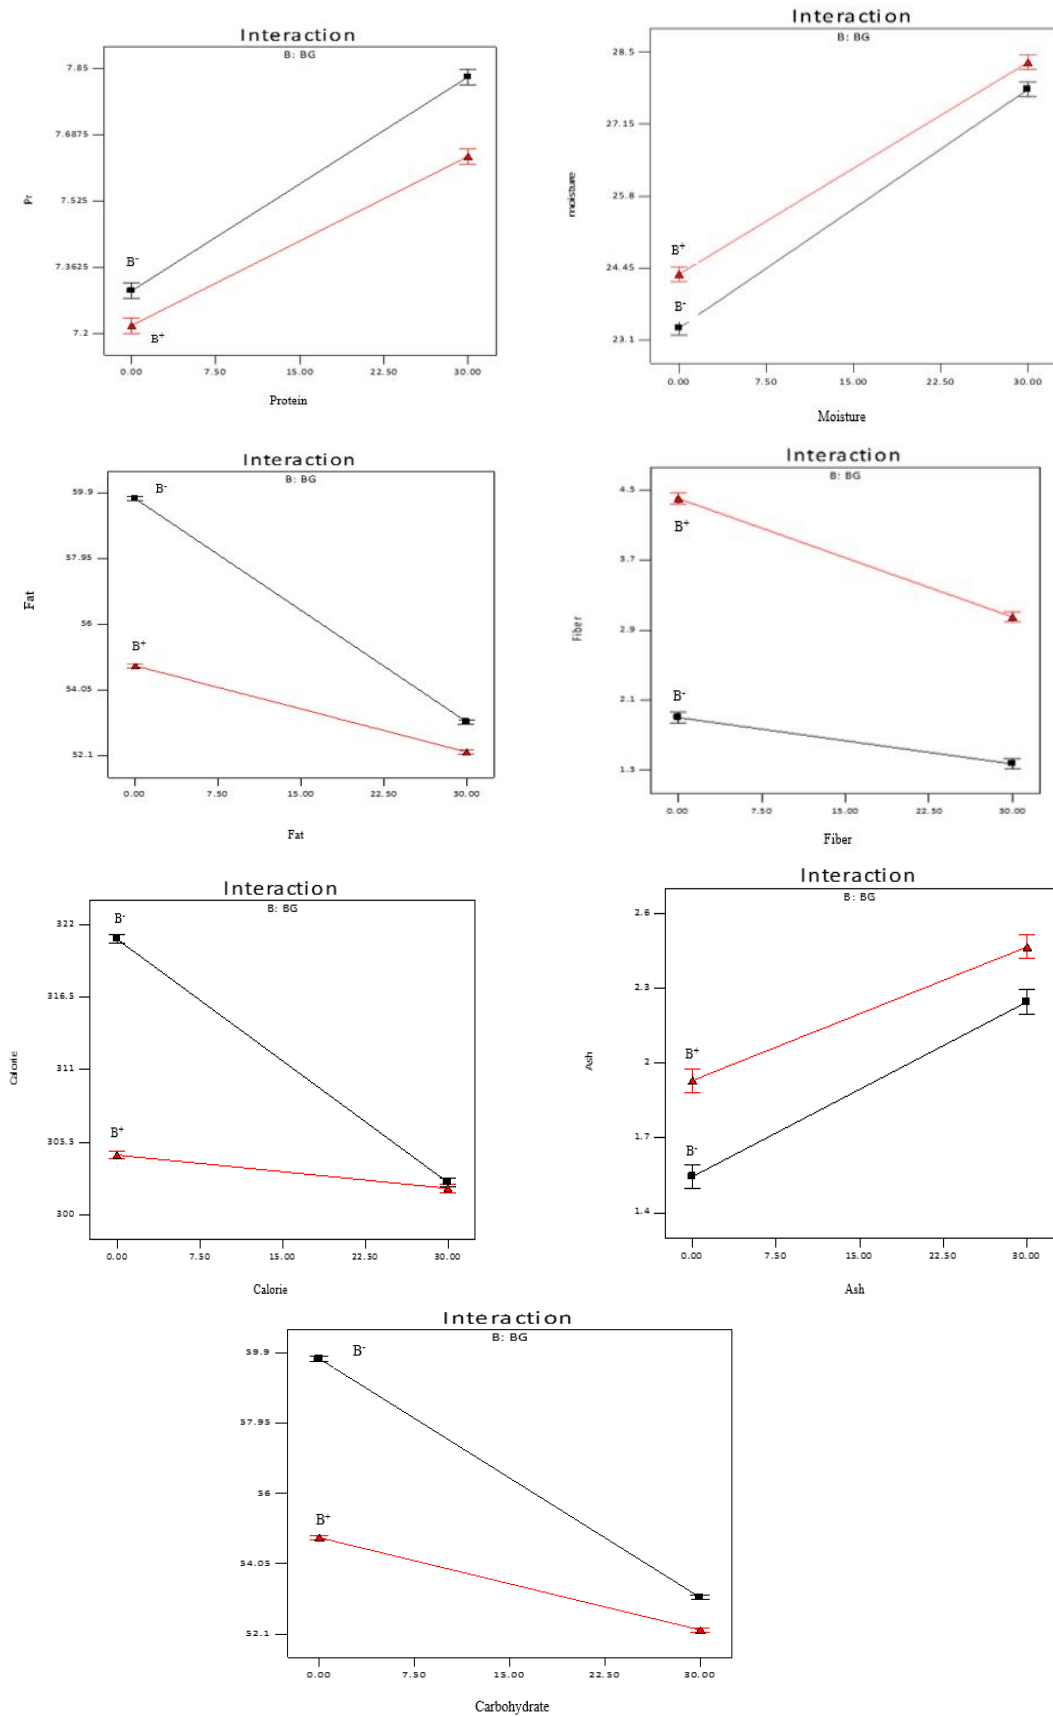 Interaction
B: BG
7.85
7.6875
7.525
7.3625
7.2
Pr
B-
B+
0.00 7.50 15.00 22.50 30.00
Protein
Interaction
B: BG
28.5
27.15
25.8
24.45
23.1
moisture
B+
B-
0.00 7.50 15.00 22.50 30.00
Moisture
Interaction
B: BG
59.9
57.95
56
54.05
52.1
Fat
B-
B+
0.00 7.50 15.00 22.50 30.00
Fat
Interaction
B: BG
4.5
3.7
2.9
2.1
1.3
Fiber
B+
B-
0.00 7.50 15.00 22.50 30.00
Fiber
Interaction
B: BG
322
316.5
311
305.5
300
Calorie
B-
B+
0.00 7.50 15.00 22.50 30.00
Calorie
Interaction
B: BG
2.6
2.3
2
1.7
1.4
Ash
B+
B-
0.00 7.50 15.00 22.50 30.00
Ash
Interaction
B: BG
59.9
57.95
56
54.05
52.1
B-
B+
0.00 7.50 15.00 22.50 30.00
Carbohydrate